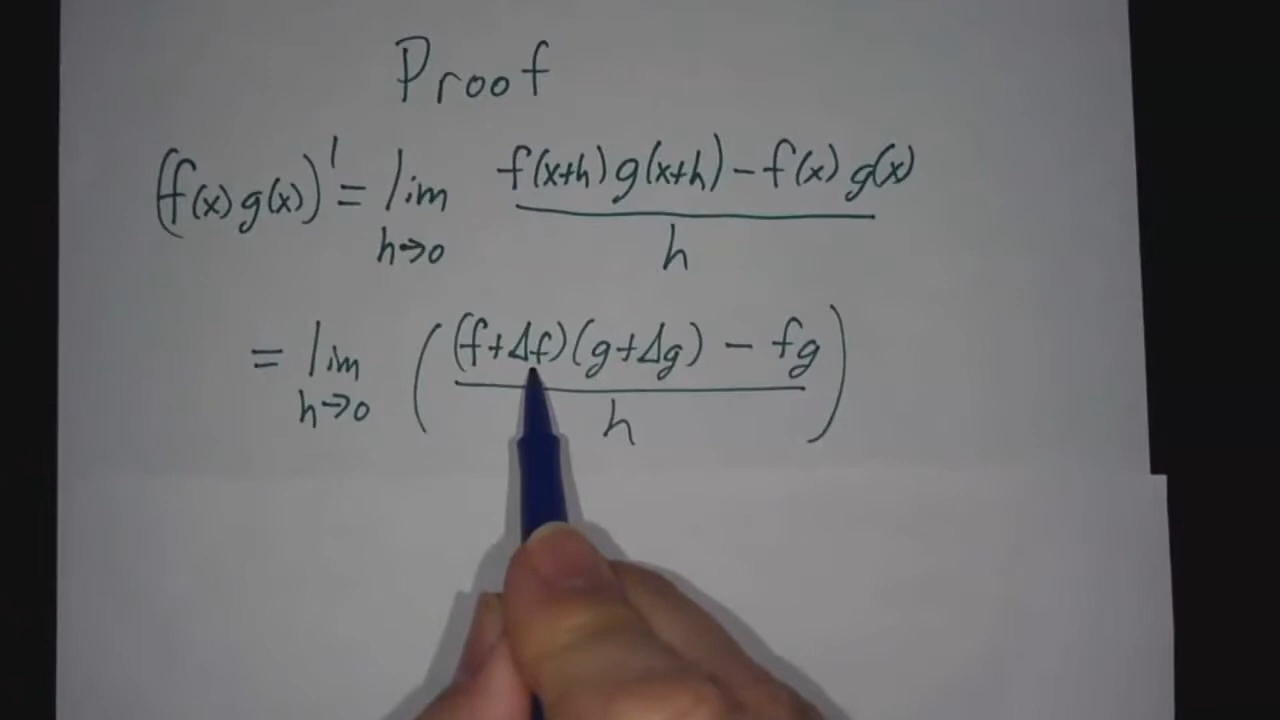 Proof
(f(x)g(x))' = lim f(x+h)g(x+h)-f(x)g(x)
h→0 h
= lim ((f+Δf)(g+Δg) - fg)
h→0 h